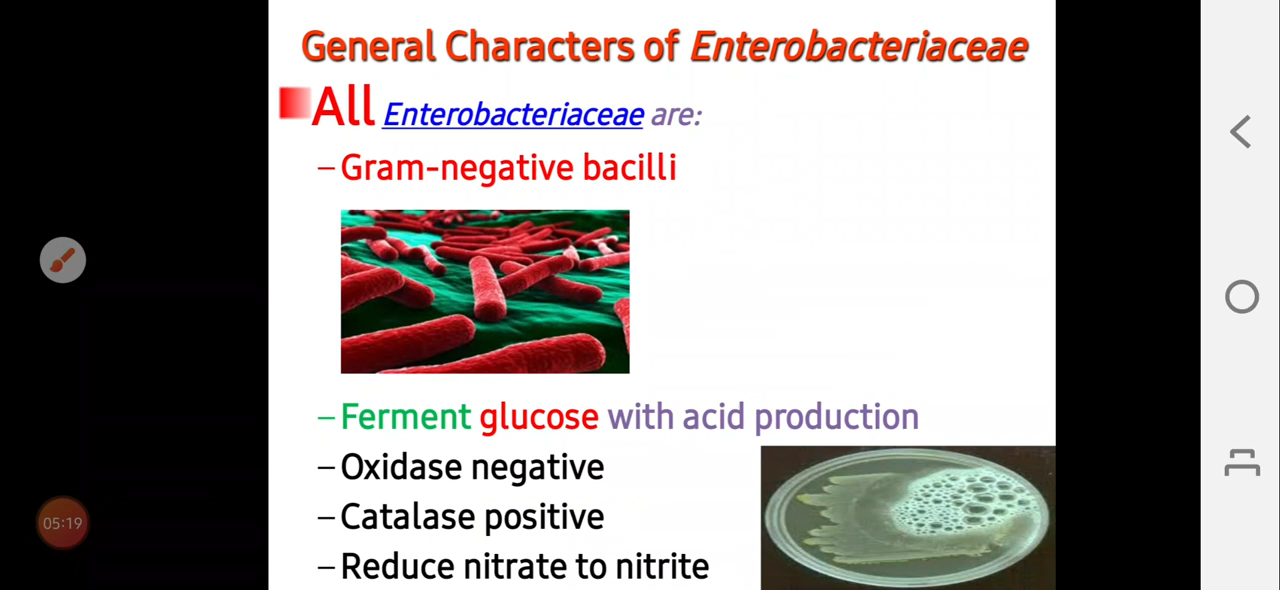 General Characters of Enterobacteriaceae
All Enterobacteriaceae are:
–Gram-negative bacilli
–Ferment glucose with acid production
–Oxidase negative
–Catalase positive
–Reduce nitrate to nitrite
05:19